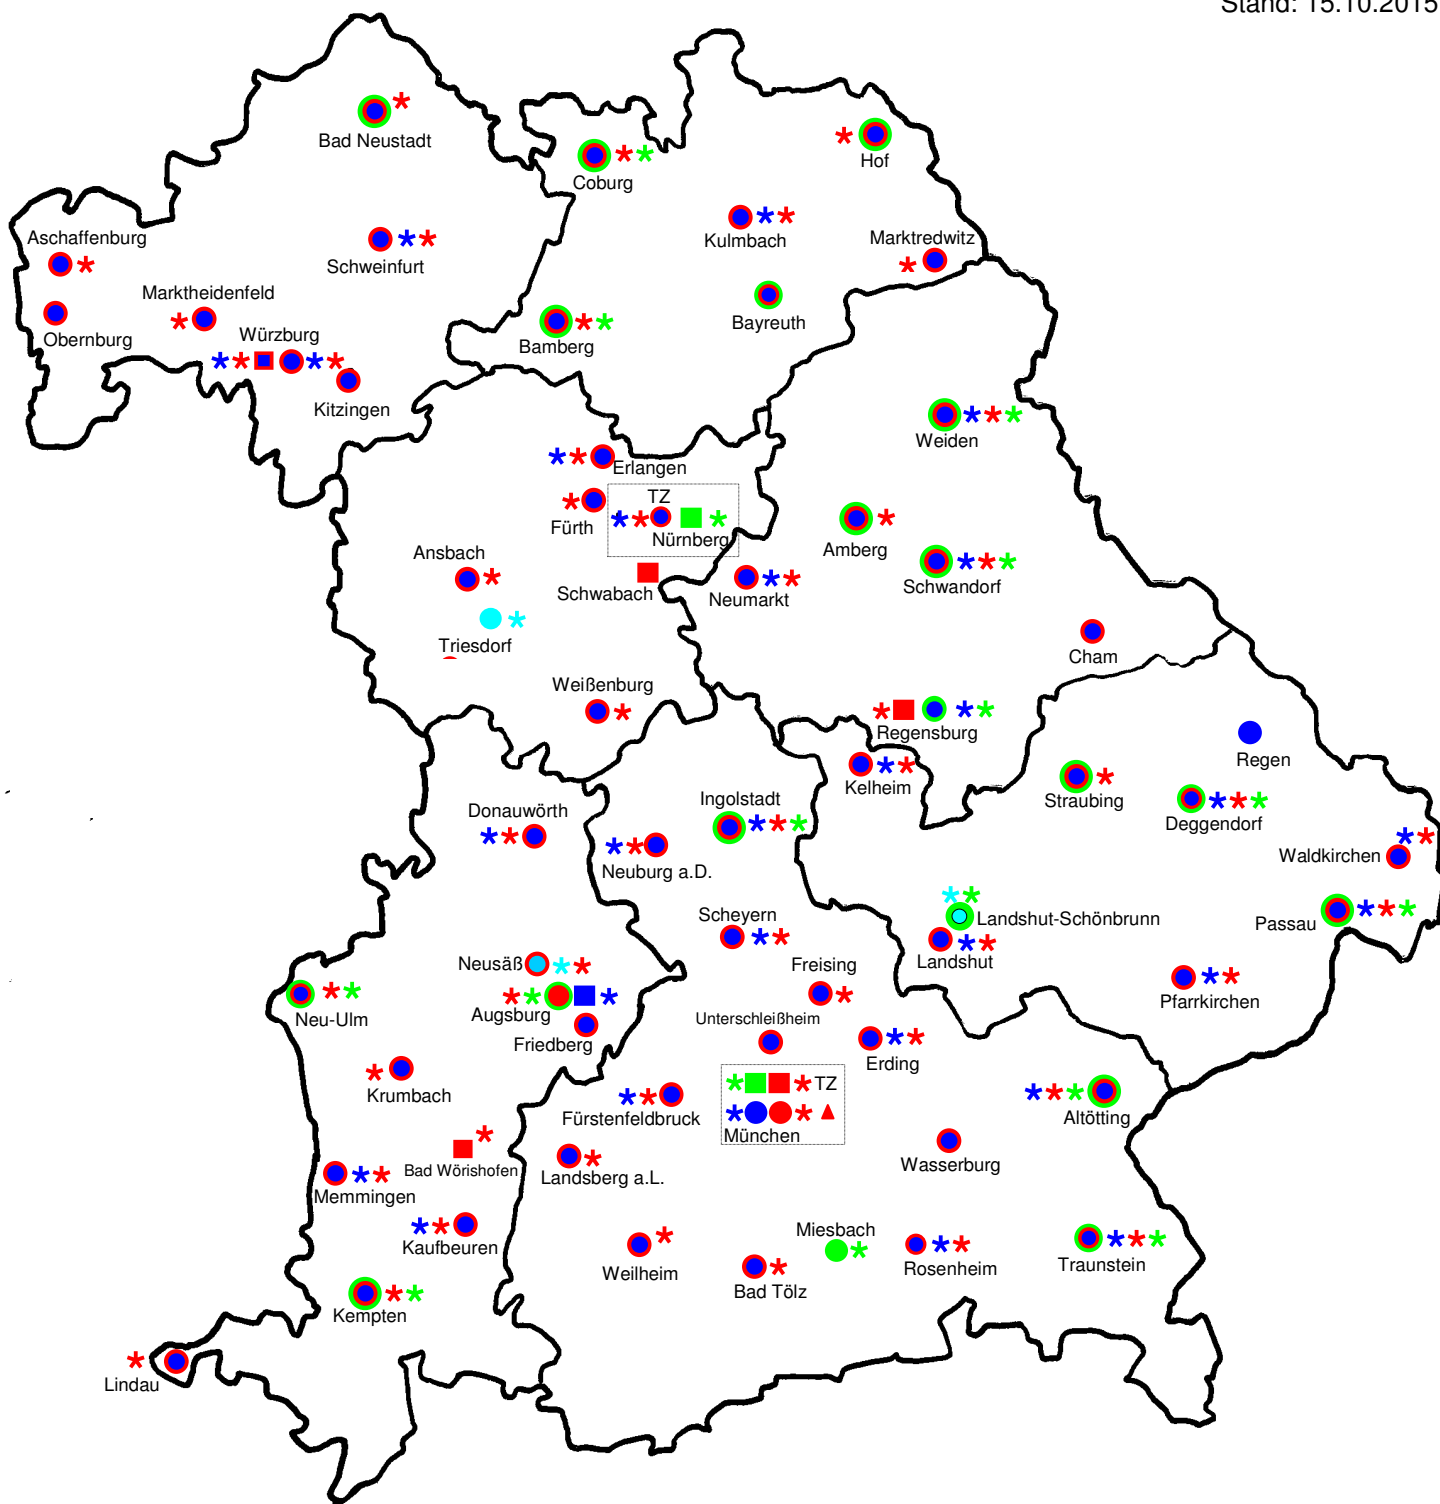 Stand: 15.10.2015
Bad Neustadt
Coburg
Hof
Kulmbach
Marktredwitz
Aschaffenburg
Schweinfurt
Marktheidenfeld
Obernburg
Würzburg
Bamberg
Bayreuth
Kitzingen
Weiden
Erlangen
TZ
Fürth
Nürnberg
Amberg
Ansbach
Schwabach
Neumarkt
Schwandorf
Triesdorf
Cham
Weißenburg
Regensburg
Regen
Kelheim
Straubing
Deggendorf
Donauwörth
Ingolstadt
Neuburg a.D.
Waldkirchen
Scheyern
Landshut-Schönbrunn
Passau
Landshut
Neusäß
Freising
Pfarrkirchen
Neu-Ulm
Augsburg
Unterschleißheim
Friedberg
Erding
Krumbach
TZ
Fürstenfeldbruck
München
Altötting
Bad Wörishofen
Landsberg a.L.
Wasserburg
Memmingen
Kaufbeuren
Miesbach
Weilheim
Bad Tölz
Rosenheim
Traunstein
Kempten
Lindau